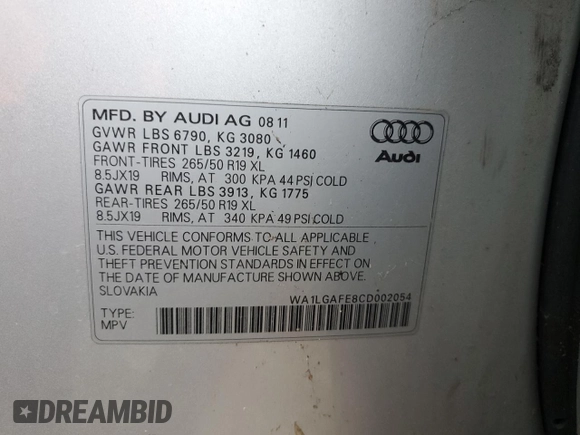 MFD. BY AUDI AG 08 11
GVWR LBS 6790, KG 3080
GAWR FRONT LBS 3219, KG 1460
FRONT-TIRES 265/50 R19 XL
8.5JX19 RIMS, AT 300 KPA 44 PSI COLD
GAWR REAR LBS 3913, KG 1775
REAR-TIRES 265/50 R19 XL
8.5JX19 RIMS, AT 340 KPA 49 PSI COLD
Audi
THIS VEHICLE CONFORMS TO ALL APPLICABLE
U.S. FEDERAL MOTOR VEHICLE SAFETY AND
THEFT PREVENTION STANDARDS IN EFFECT ON
THE DATE OF MANUFACTURE SHOWN ABOVE.
SLOVAKIA
WA1LGAFE8CD002054
TYPE:
MPV
DREAMBID